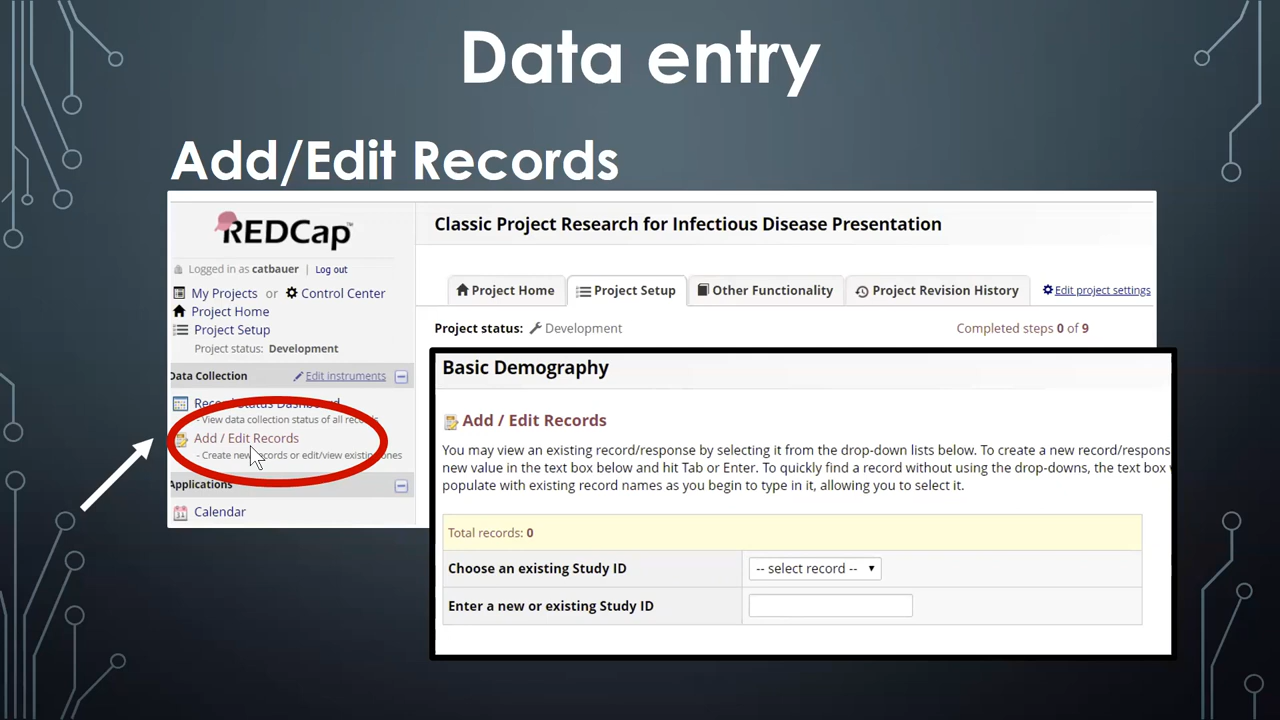 Data entry
Add/Edit Records
REDCap
Classic Project Research for Infectious Disease Presentation
Logged in as catbauer | Log out
My Projects or Control Center
Project Home
Project Setup
Project status: Development
Project Home
Project Setup
Other Functionality
Project Revision History
Edit project settings
Project status: Development
Completed steps 0 of 9
Data Collection
Edit instruments
Record Status Dashboard
- View data collection status of all records
Add / Edit Records
- Create new records or edit/view existing ones
Applications
Calendar
Basic Demography
Add / Edit Records
You may view an existing record/response by selecting it from the drop-down lists below. To create a new record/respon
new value in the text box below and hit Tab or Enter. To quickly find a record without using the drop-downs, the text box
populate with existing record names as you begin to type in it, allowing you to select it.
Total records: 0
Choose an existing Study ID
-- select record --
Enter a new or existing Study ID